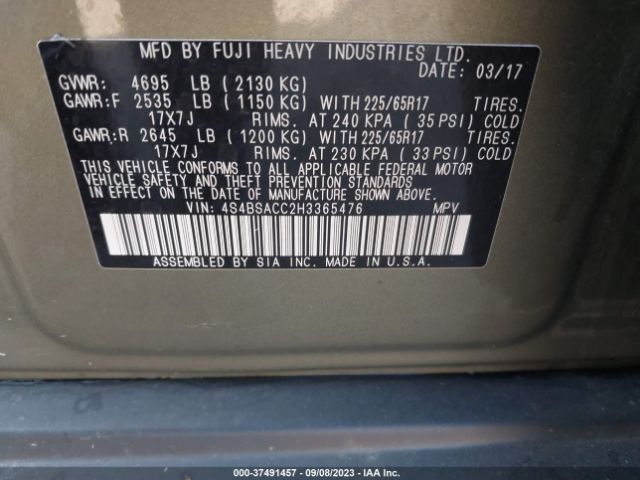 MFD BY FUJI HEAVY INDUSTRIES LTD.
DATE: 03/17
GVWR: 4695 LB ( 2130 KG)
GAWR:F 2535 LB ( 1150 KG) WITH 225/65R17 TIRES.
17X7J RIMS. AT 240 KPA ( 35 PSI) COLD
GAWR:R 2645 LB ( 1200 KG) WITH 225/65R17 TIRES.
17X7J RIMS. AT 230 KPA ( 33 PSI) COLD
THIS VEHICLE CONFORMS TO ALL APPLICABLE FEDERAL MOTOR
VEHICLE SAFETY AND THEFT PREVENTION STANDARDS
IN EFFECT ON THE DATE OF MANUFACTURE SHOWN ABOVE.
VIN: 4S4BSACC2H3365476 MPV
ASSEMBLED BY SIA INC. MADE IN U.S.A.
000-37491457 - 09/08/2023 - IAA Inc.